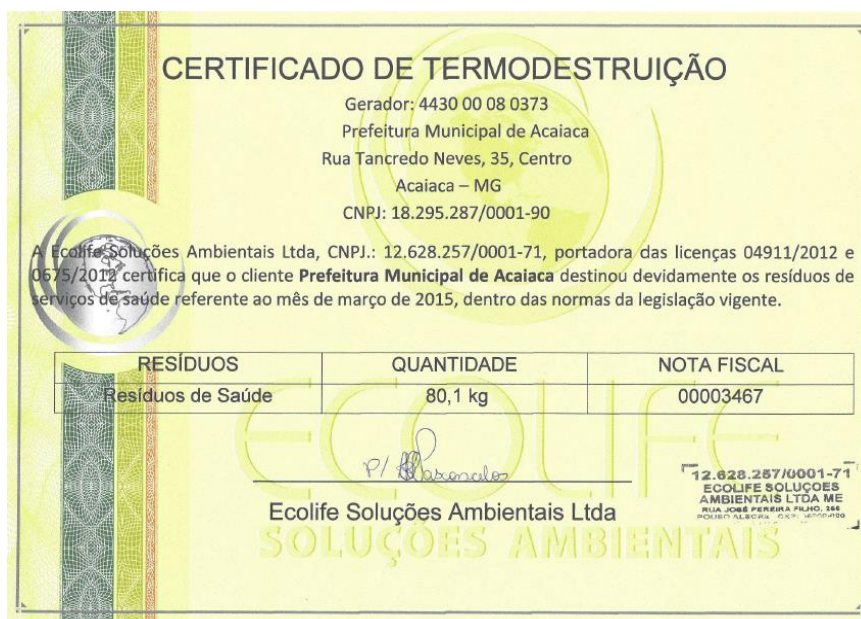 CERTIFICADO DE TERMODESTRUIÇÃO
Gerador: 4430 00 08 0373
Prefeitura Municipal de Acaiaca
Rua Tancredo Neves, 35, Centro
Acaiaca – MG
CNPJ: 18.295.287/0001-90
A Ecolife Soluções Ambientais Ltda, CNPJ.: 12.628.257/0001-71, portadora das licenças 04911/2012 e
0675/2012 certifica que o cliente Prefeitura Municipal de Acaiaca destinou devidamente os resíduos de
serviços de saúde referente ao mês de março de 2015, dentro das normas da legislação vigente.
RESÍDUOS QUANTIDADE NOTA FISCAL
Resíduos de Saúde 80,1 kg 00003467
ECOLIFE
P/
Ecolife Soluções Ambientais Ltda
SOLUÇÕES AMBIENTAIS
12.628.257/0001-71
ECOLIFE SOLUÇOES
AMBIENTAIS LTDA ME
RUA JOSÉ PEREIRA FILHO, 266
POUSO ALEGRE